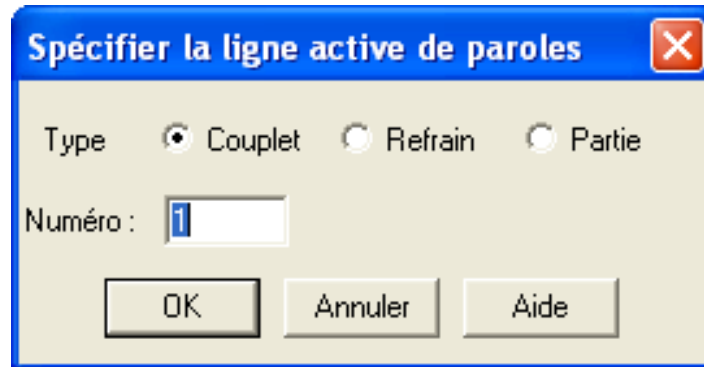 Spécifier la ligne active de paroles
Type Couplet Refrain Partie
Numéro : 1
OK Annuler Aide